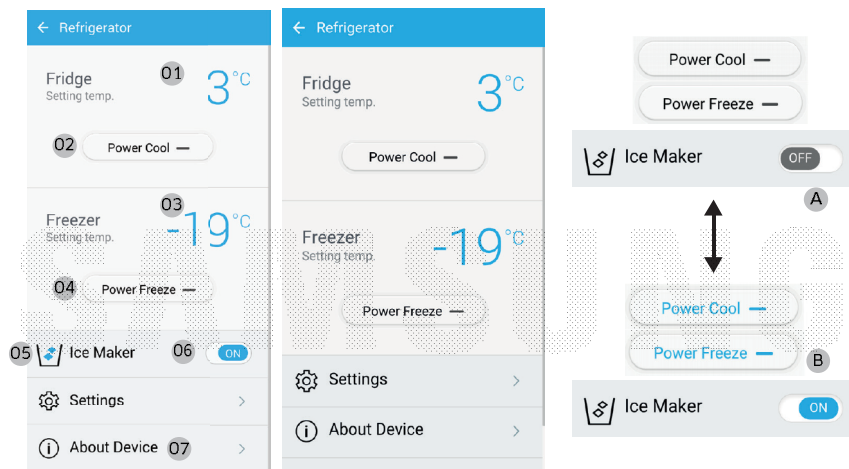 ← Refrigerator
Fridge 01 3°C
Setting temp.
02 Power Cool —
03
Freezer -19°C
Setting temp.
04 Power Freeze —
05 Ice Maker 06 ON
Settings >
About Device 07 >
← Refrigerator
Fridge 3°C
Setting temp.
Power Cool —
Freezer -19°C
Setting temp.
Power Freeze —
Settings >
About Device >
Power Cool —
Power Freeze —
Ice Maker OFF
A
Power Cool —
Power Freeze —
B
Ice Maker ON
SAMSUNG